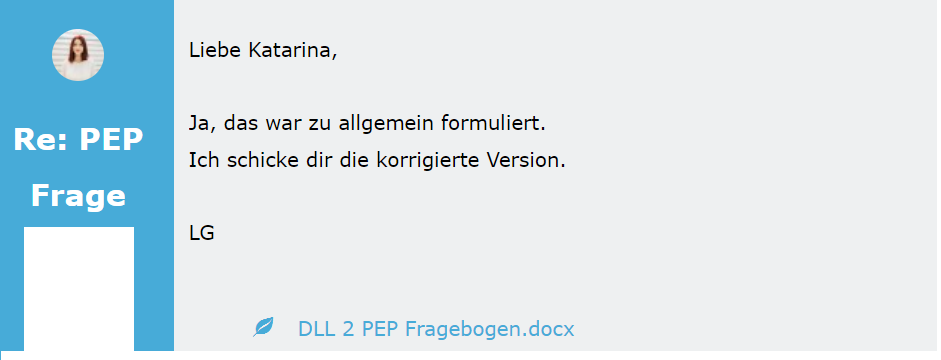 Re: PEP
Frage
Liebe Katarina,
Ja, das war zu allgemein formuliert.
Ich schicke dir die korrigierte Version.
LG
DLL 2 PEP Fragebogen.docx